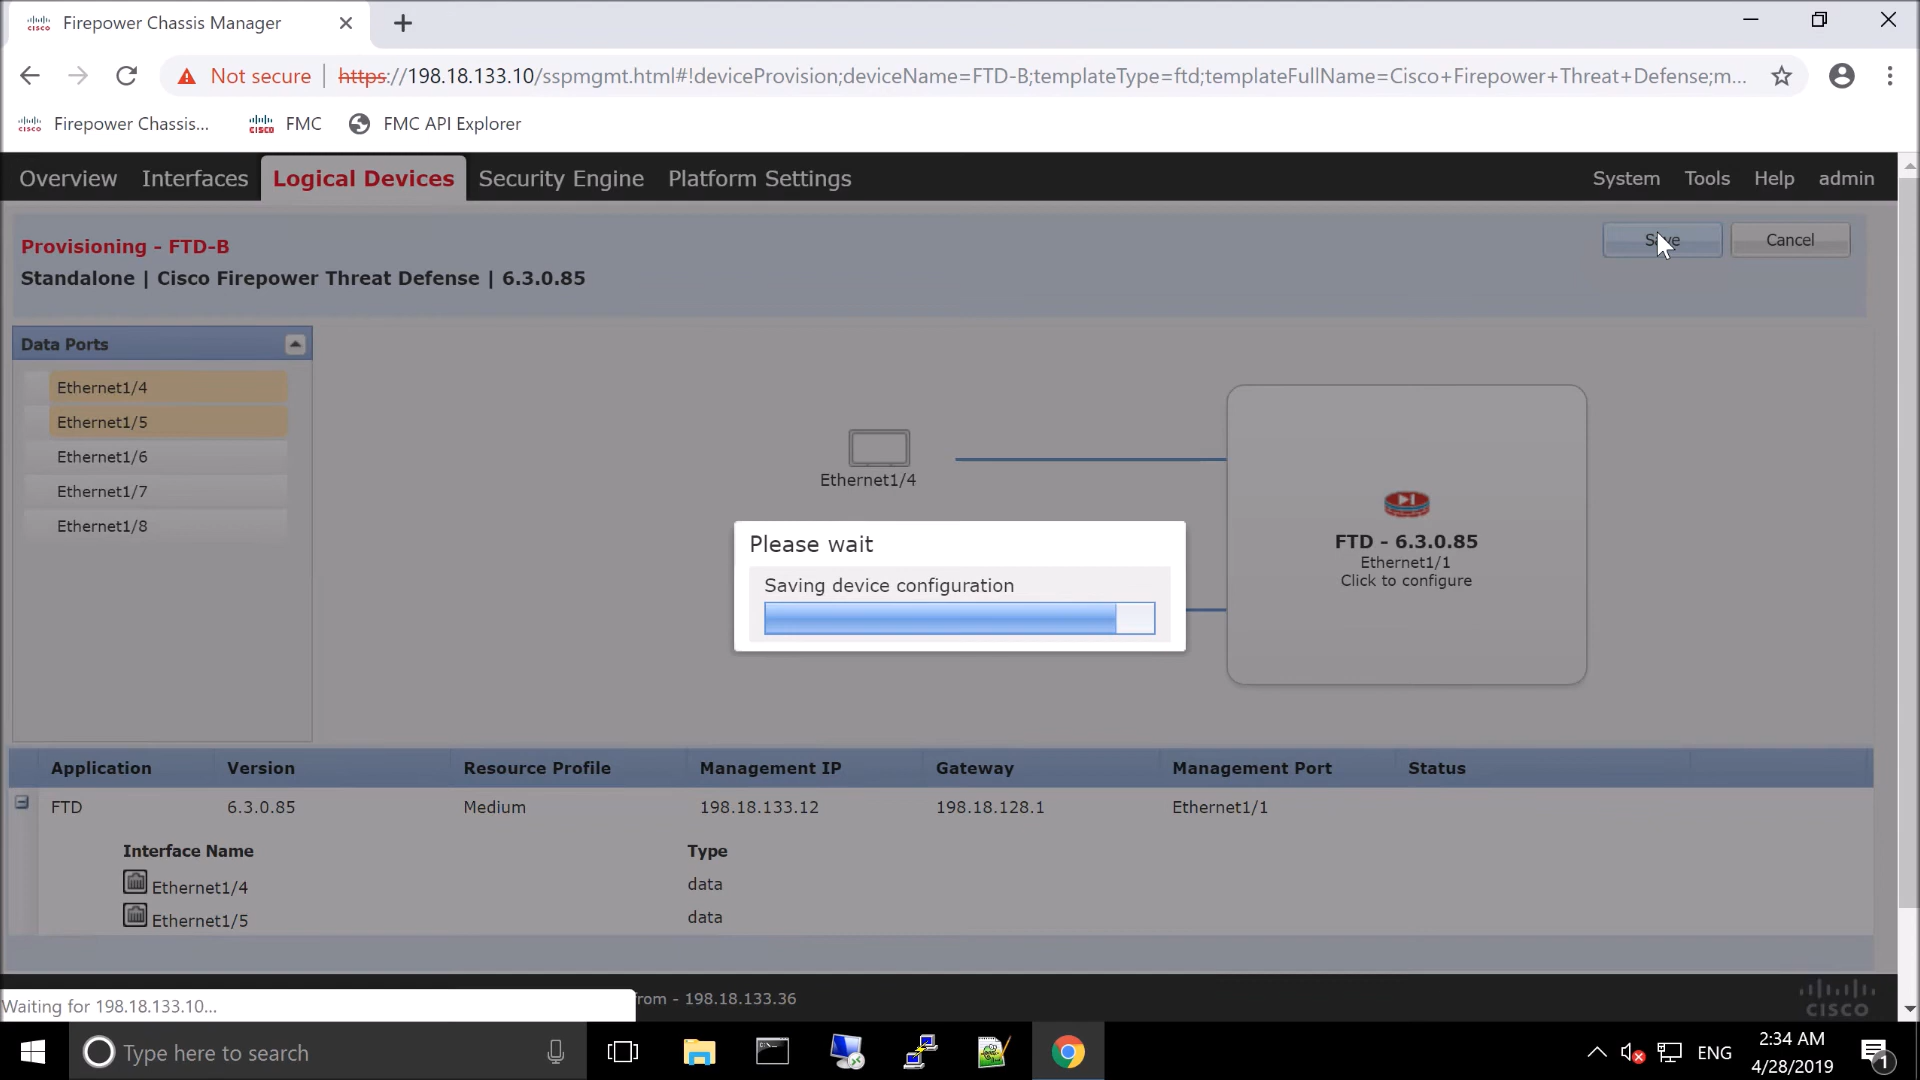 Firepower Chassis Manager
Not secure
https://198.18.133.10/sspmgmt.html#!deviceProvision;deviceName=FTD-B;templateType=ftd;templateFullName=Cisco+Firepower+Threat+Defense;m...
Firepower Chassis...
CISCO FMC
FMC API Explorer
Overview Interfaces Logical Devices Security Engine Platform Settings System Tools Help admin
Provisioning - FTD-B
Standalone | Cisco Firepower Threat Defense | 6.3.0.85
Save Cancel
Data Ports
Ethernet1/4
Ethernet1/5
Ethernet1/6
Ethernet1/7
Ethernet1/8
Ethernet1/4
FTD - 6.3.0.85
Ethernet1/1
Click to configure
Please wait
Saving device configuration
Application Version Resource Profile Management IP Gateway Management Port Status
FTD 6.3.0.85 Medium 198.18.133.12 198.18.128.1 Ethernet1/1
Interface Name Type
Ethernet1/4 data
Ethernet1/5 data
Waiting for 198.18.133.10...
from - 198.18.133.36
CISCO
Type here to search
ENG
2:34 AM
4/28/2019
1